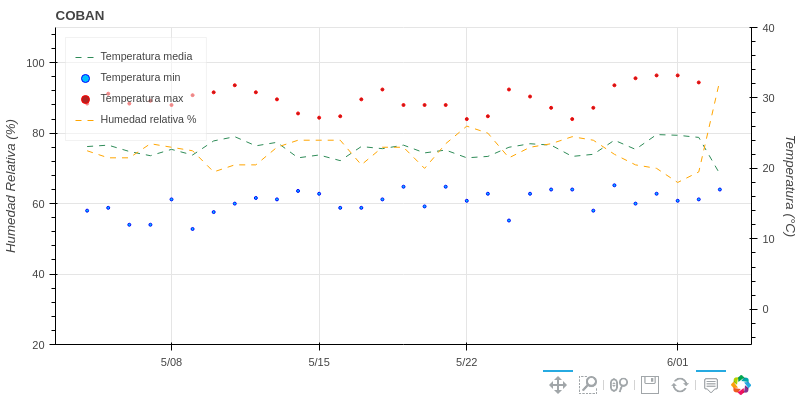 COBAN
Temperatura media
Temperatura min
Temperatura max
Humedad relativa %
Humedad Relativa (%)
100
80
60
40
20
Temperatura (°C)
40
30
20
10
0
5/08
5/15
5/22
6/01